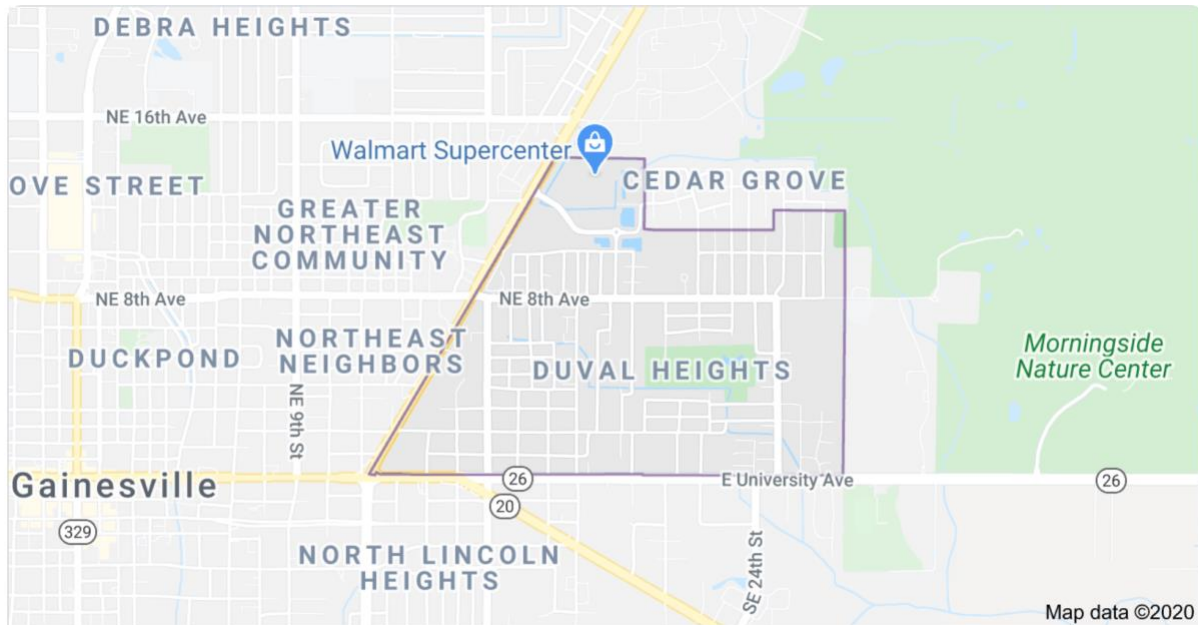 DEBRA HEIGHTS
NE 16th Ave
Walmart Supercenter
OVE STREET
CEDAR GROVE
GREATER
NORTHEAST
COMMUNITY
NE 8th Ave
NE 8th Ave
NORTHEAST
NEIGHBORS
DUCKPOND
DUVAL HEIGHTS
Morningside
Nature Center
NE 9th St
Gainesville
26
E University Ave
26
20
329
NORTH LINCOLN
HEIGHTS
SE 24th St
Map data ©2020